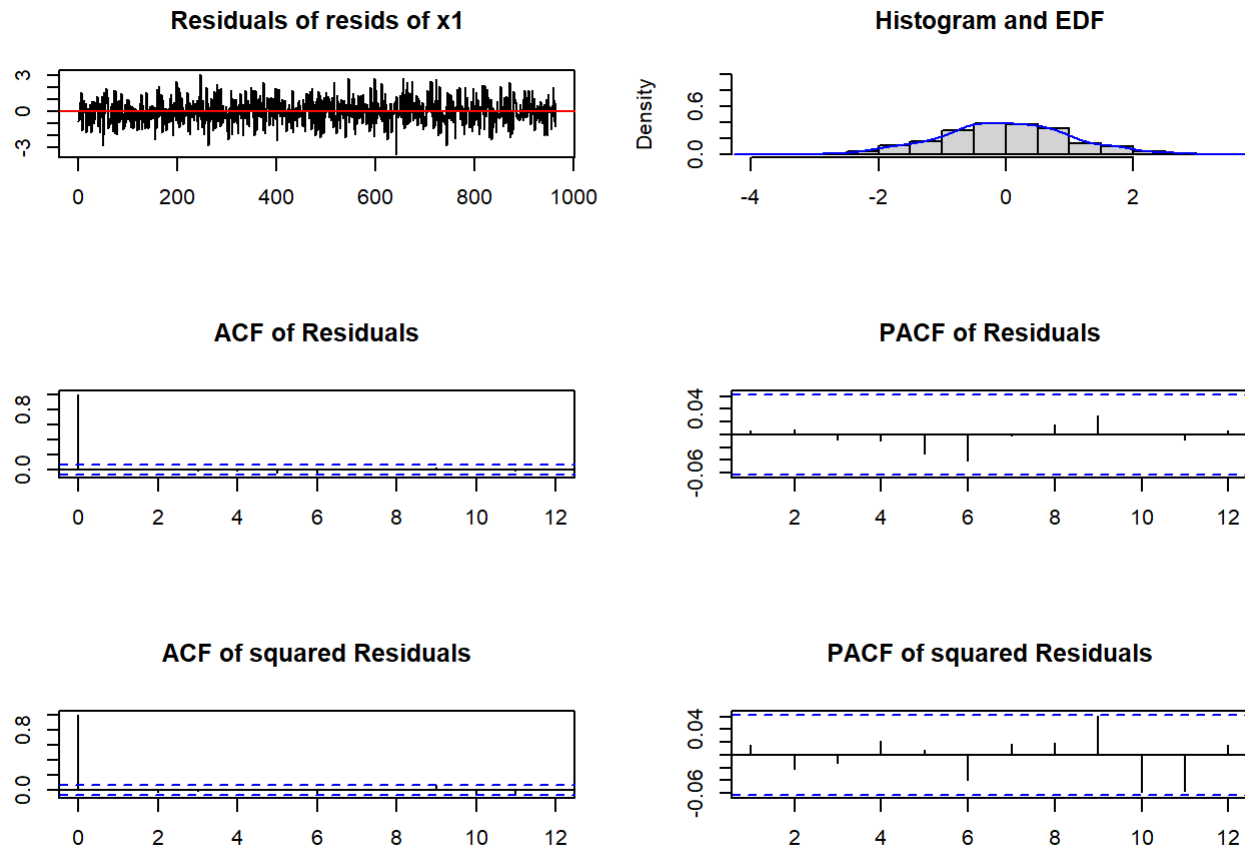 Residuals of resids of x1
3
0
-3
0 200 400 600 800 1000
Histogram and EDF
Density
0.6
0.0
-4 -2 0 2
ACF of Residuals
0.8
0.0
0 2 4 6 8 10 12
PACF of Residuals
0.04
-0.06
2 4 6 8 10 12
ACF of squared Residuals
0.8
0.0
0 2 4 6 8 10 12
PACF of squared Residuals
0.04
-0.06
2 4 6 8 10 12